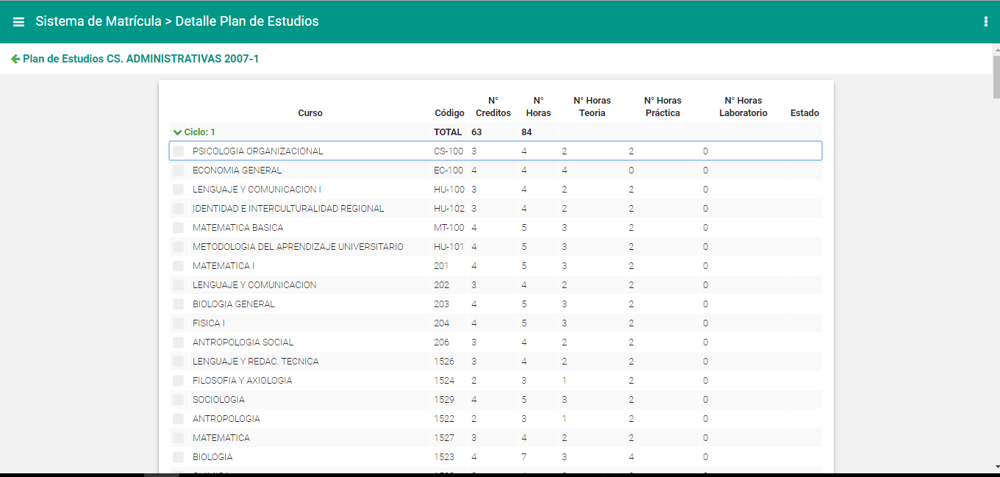 Sistema de Matrícula > Detalle Plan de Estudios
Plan de Estudios CS. ADMINISTRATIVAS 2007-1
Curso Código N° Creditos N° Horas N° Horas Teoria N° Horas Práctica N° Horas Laboratorio Estado
Ciclo: 1 TOTAL 63 84
PSICOLOGIA ORGANIZACIONAL CS-100 3 4 2 2 0
ECONOMIA GENERAL EC-100 4 4 4 0 0
LENGUAJE Y COMUNICACION I HU-100 3 4 2 2 0
IDENTIDAD E INTERCULTURALIDAD REGIONAL HU-102 3 4 2 2 0
MATEMATICA BASICA MT-100 4 5 3 2 0
METODOLOGIA DEL APRENDIZAJE UNIVERSITARIO HU-101 4 5 3 2 0
MATEMATICA I 201 4 5 3 2 0
LENGUAJE Y COMUNICACION 202 3 4 2 2 0
BIOLOGIA GENERAL 203 4 5 3 2 0
FISICA I 204 4 5 3 2 0
ANTROPOLOGIA SOCIAL 206 3 4 2 2 0
LENGUAJE Y REDAC. TECNICA 1526 3 4 2 2 0
FILOSOFIA Y AXIOLOGIA 1524 2 3 1 2 0
SOCIOLOGIA 1529 4 5 3 2 0
ANTROPOLOGIA 1522 2 3 1 2 0
MATEMATICA 1527 3 4 2 2 0
BIOLOGIA 1523 4 7 3 4 0